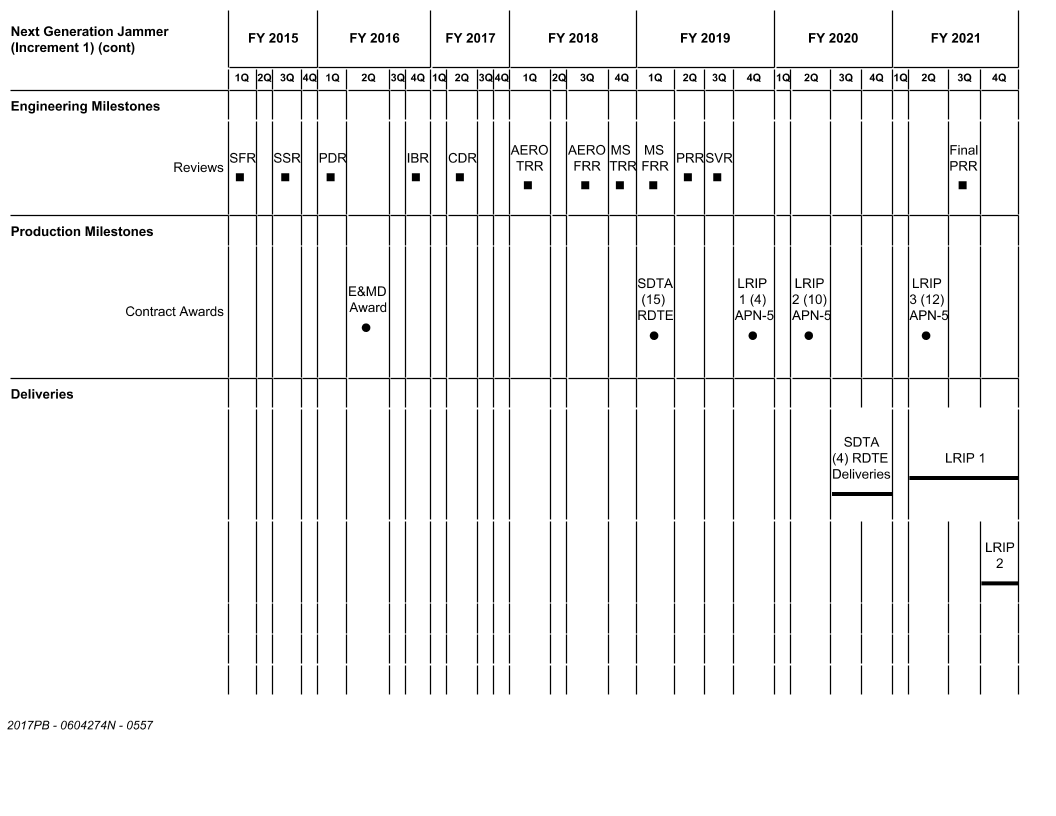 Next Generation Jammer
(Increment 1) (cont)
FY 2015 FY 2016 FY 2017 FY 2018 FY 2019 FY 2020 FY 2021
1Q 2Q 3Q 4Q 1Q 2Q 3Q 4Q 1Q 2Q 3Q 4Q 1Q 2Q 3Q 4Q 1Q 2Q 3Q 4Q 1Q 2Q 3Q 4Q 1Q 2Q 3Q 4Q
Engineering Milestones
Reviews
SFR
SSR
PDR
IBR
CDR
AERO
TRR
AERO
FRR
MS
TRR
MS
FRR
PRR
SVR
Final
PRR
Production Milestones
Contract Awards
E&MD
Award
SDTA
(15)
RDTE
LRIP
1 (4)
APN-5
LRIP
2 (10)
APN-5
LRIP
3 (12)
APN-5
Deliveries
SDTA
(4) RDTE
Deliveries
LRIP 1
LRIP
2
2017PB - 0604274N - 0557